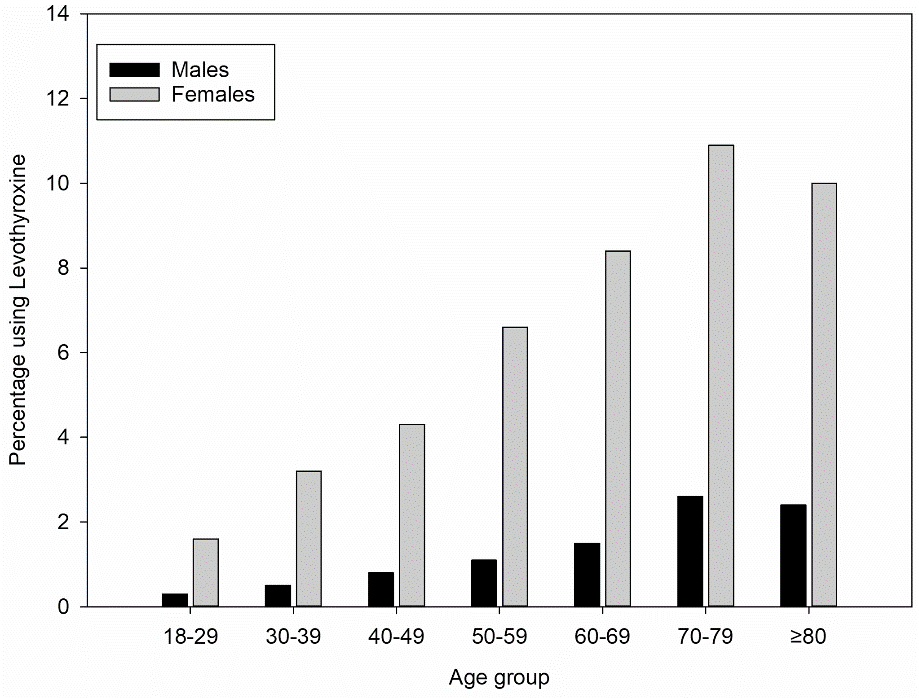 14
12
10
8
6
4
2
0
Percentage using Levothyroxine
Males
Females
18-29 30-39 40-49 50-59 60-69 70-79 ≥80
Age group